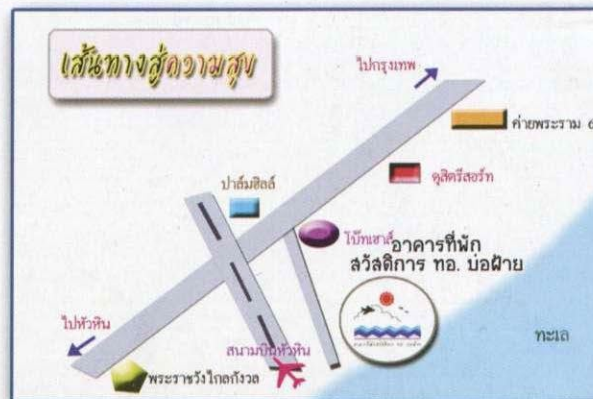 เส้นทางสู่ความสุข
ไปกรุงเทพ
ค่ายพระราม ๖
ดุสิตรีสอร์ท
ปาล์มฮิลล์
โบ๊ทเฮาส์
อาคารที่พัก
สวัสดิการ ทอ. บ่อฝ้าย
ไปหัวหิน
สนามบินหัวหิน
ทะเล
พระราชวังไกลกังวล